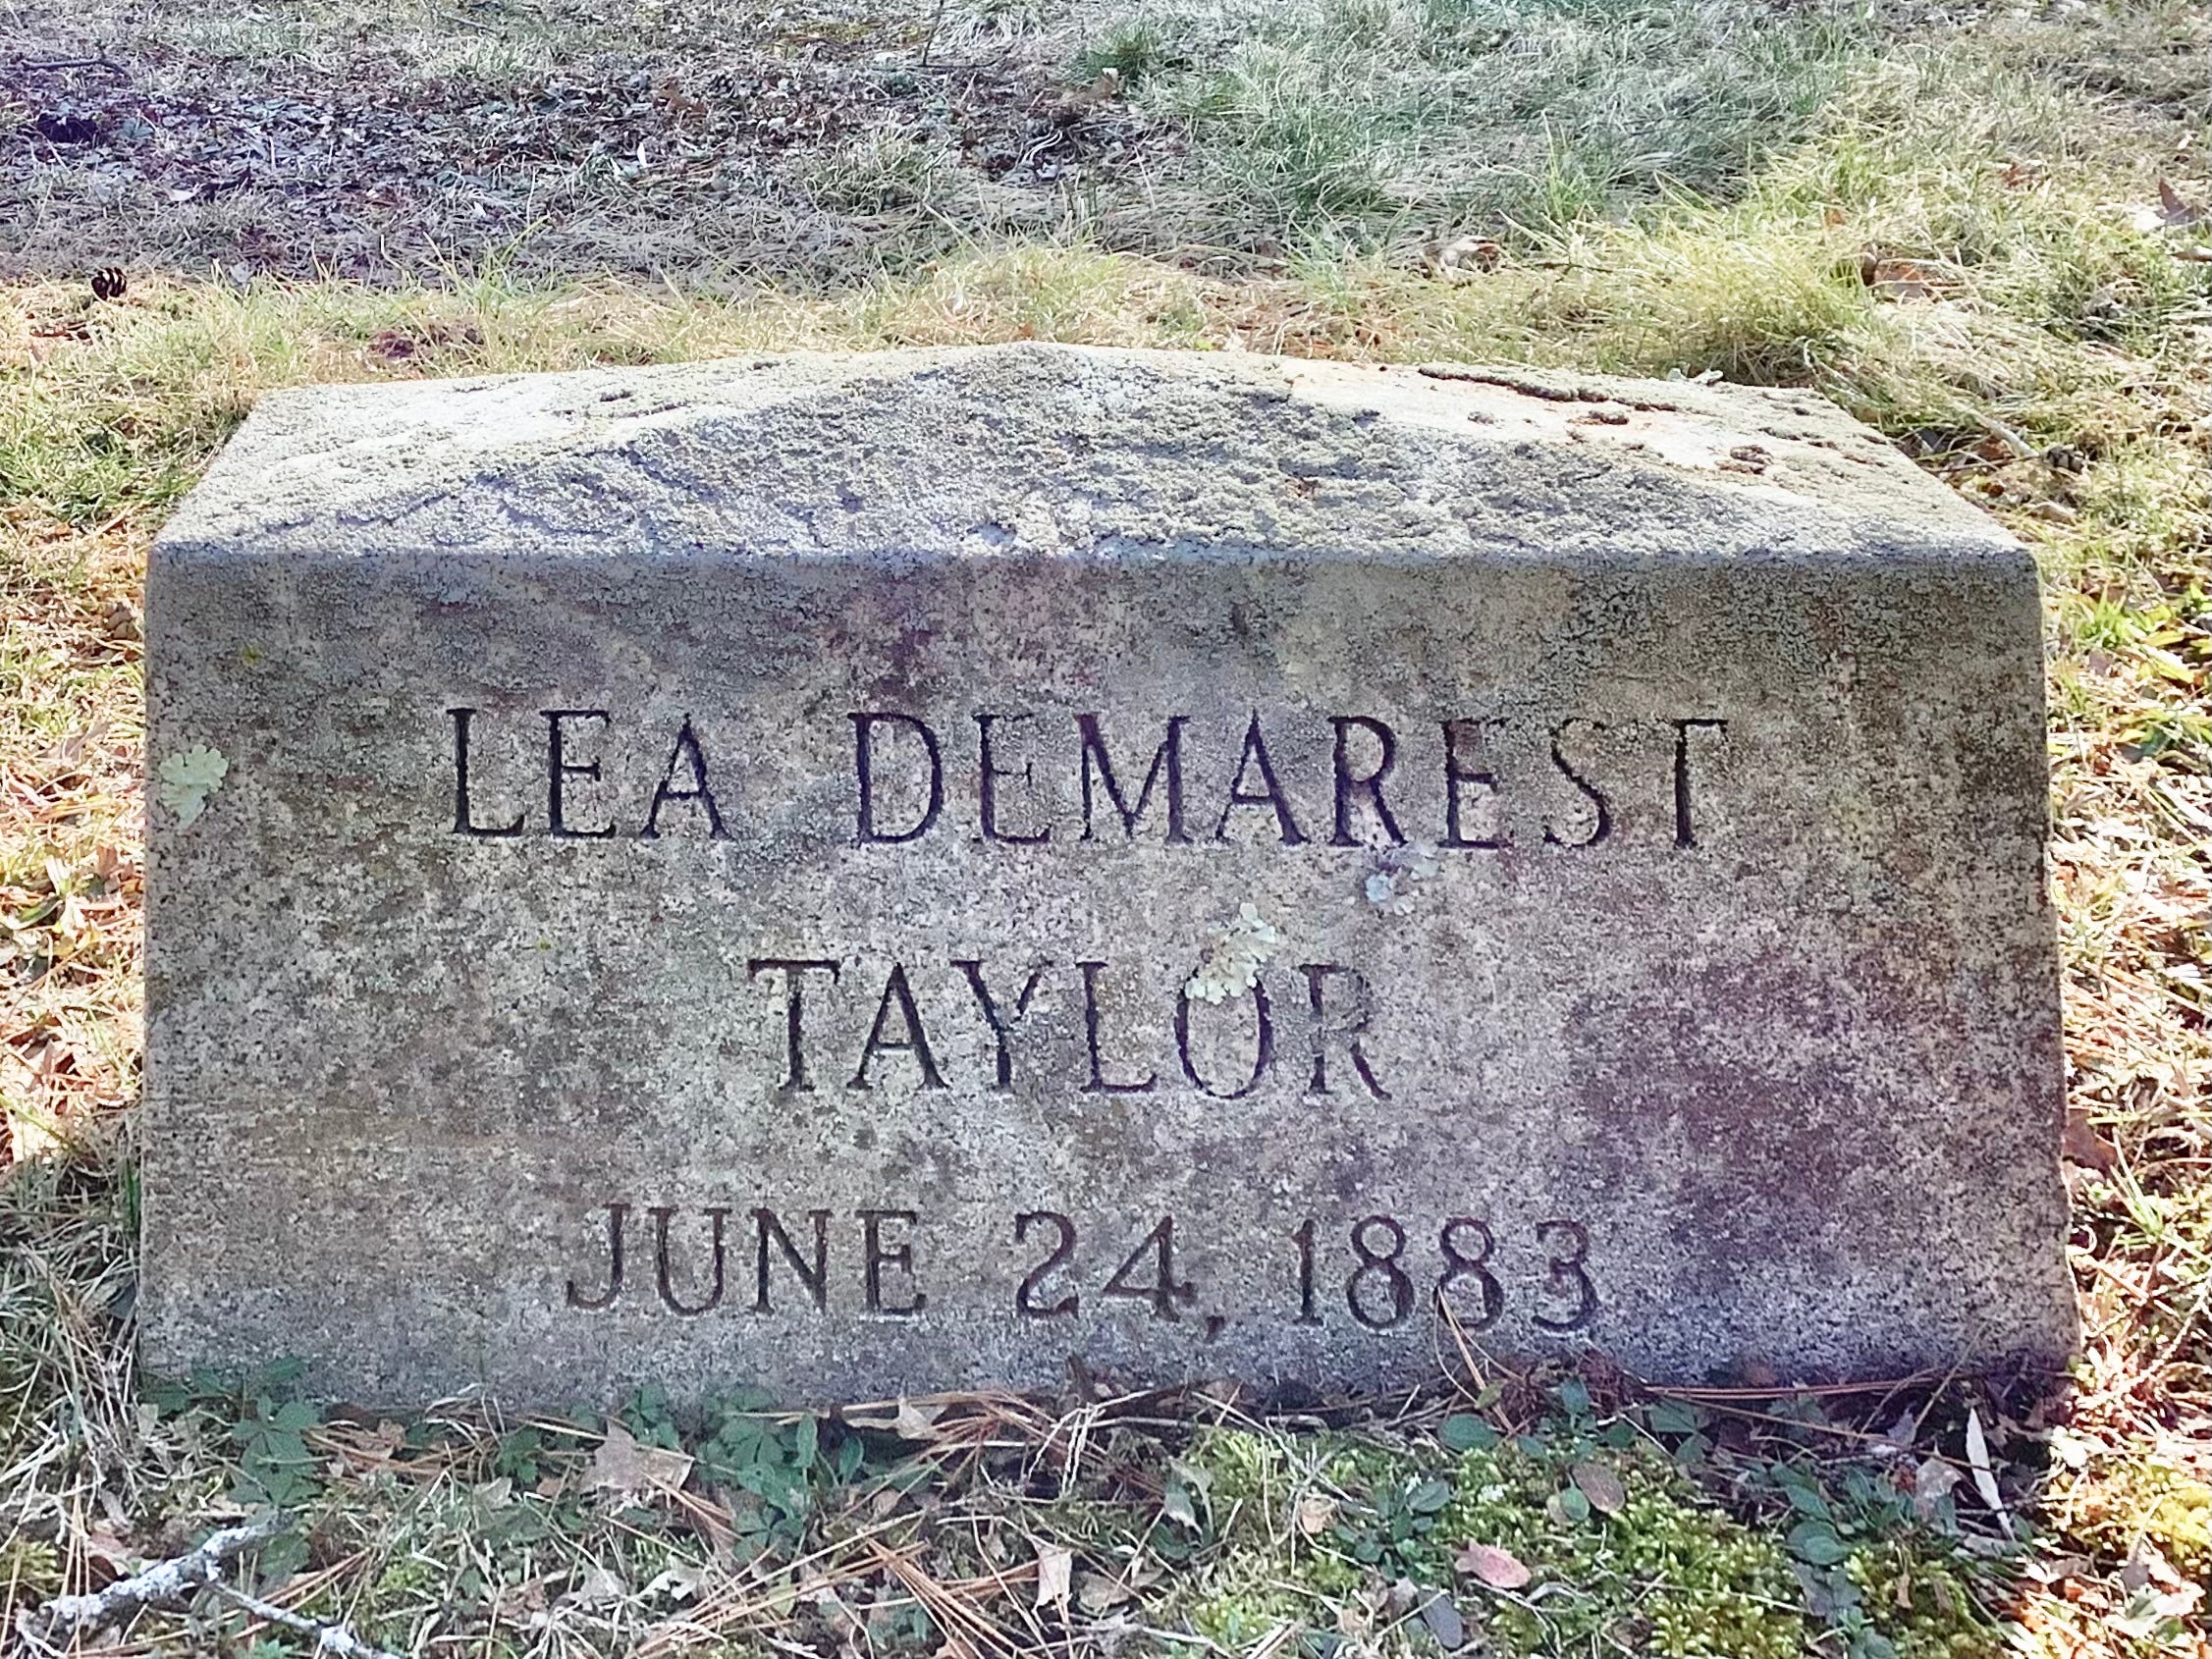 LEA DEMAREST
TAYLOR
JUNE 24, 1883